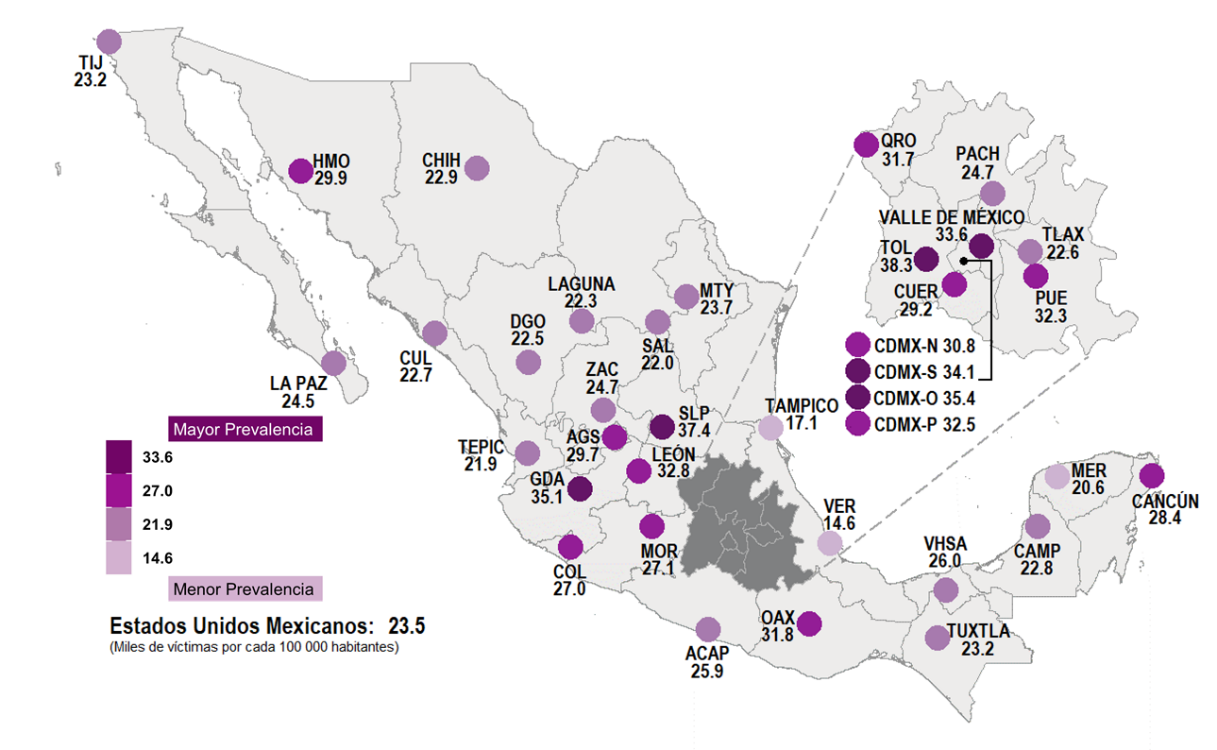 TIJ
23.2
HMO
29.9
CHIH
22.9
QRO
31.7
PACH
24.7
VALLE DE MÉXICO
33.6
TOL
38.3
TLAX
22.6
CUER
29.2
PUE
32.3
LAGUNA
22.3
MTY
23.7
DGO
22.5
SAL
22.0
CUL
22.7
LA PAZ
24.5
ZAC
24.7
CDMX-N 30.8
CDMX-S 34.1
CDMX-O 35.4
CDMX-P 32.5
SLP
37.4
TAMPICO
17.1
AGS
29.7
TEPIC
21.9
LEÓN
32.8
GDA
35.1
MER
20.6
CANCÚN
28.4
VER
14.6
MOR
27.1
COL
27.0
CAMP
22.8
VHSA
26.0
OAX
31.8
TUXTLA
23.2
ACAP
25.9
Mayor Prevalencia
33.6
27.0
21.9
14.6
Menor Prevalencia
Estados Unidos Mexicanos: 23.5
(Miles de víctimas por cada 100 000 habitantes)